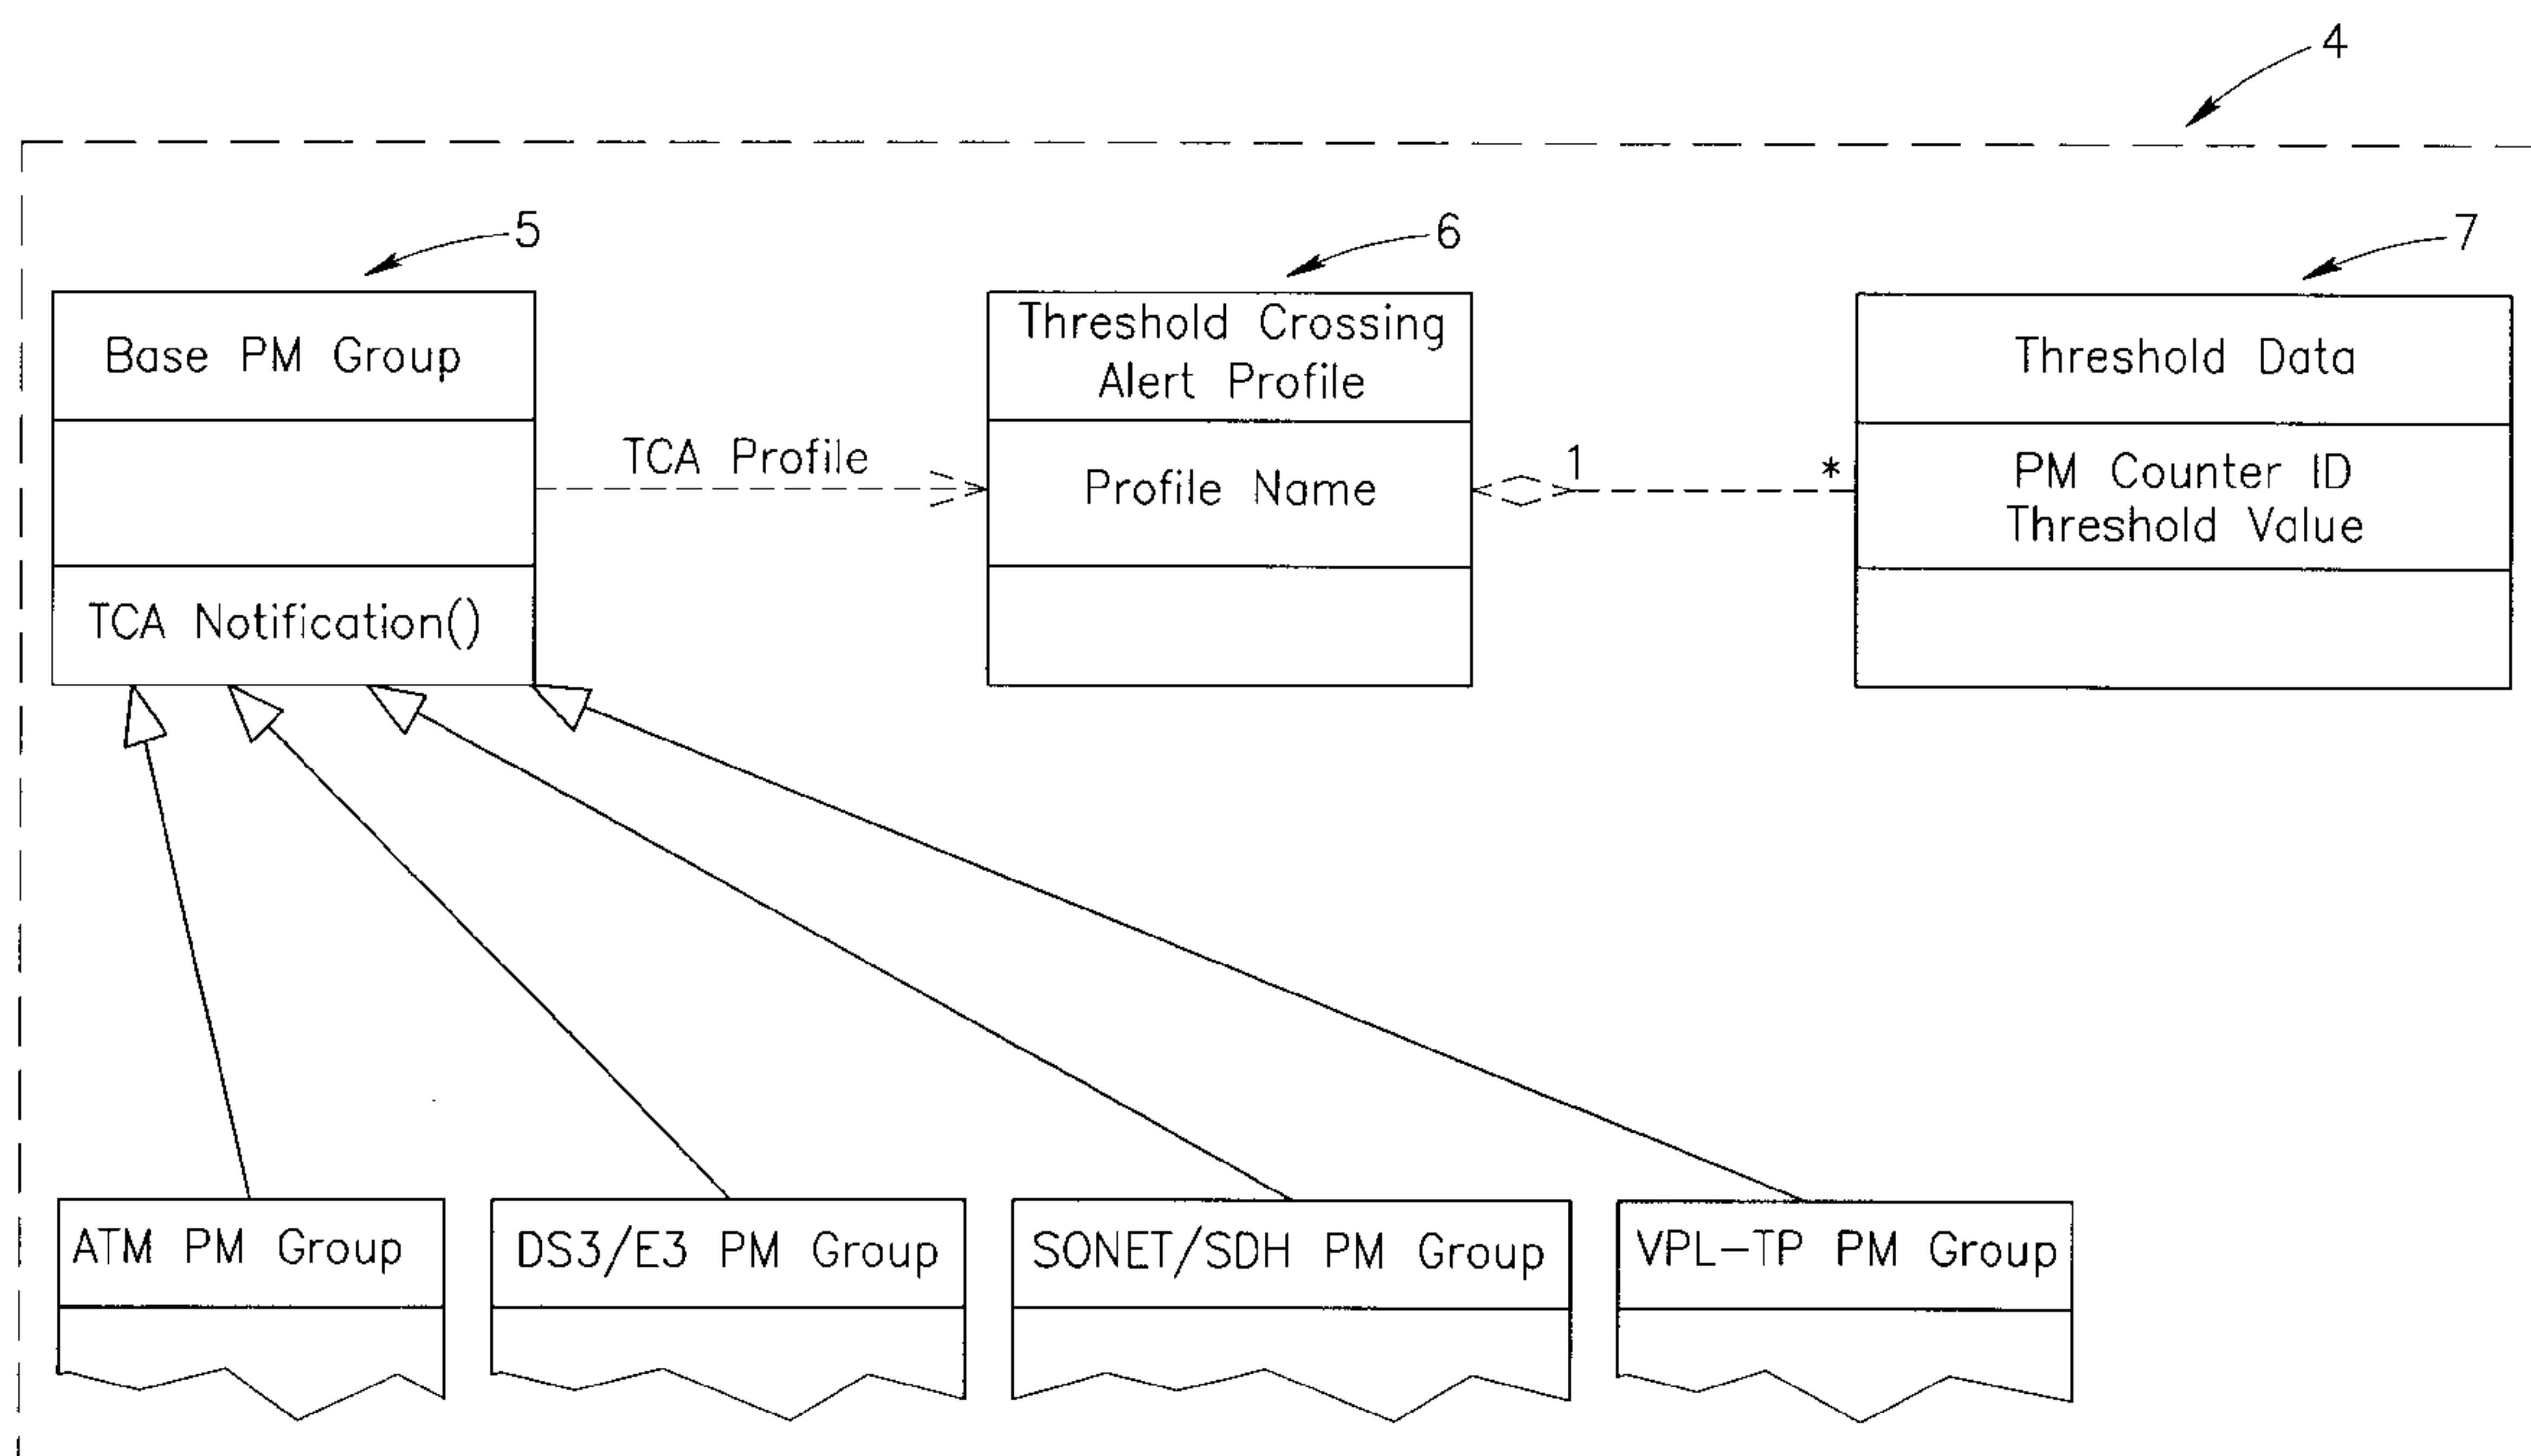 4
5
6
7
Base PM Group
TCA Notification()
TCA Profile
Threshold Crossing
Alert Profile
Profile Name
1
*
Threshold Data
PM Counter ID
Threshold Value
ATM PM Group
DS3/E3 PM Group
SONET/SDH PM Group
VPL-TP PM Group